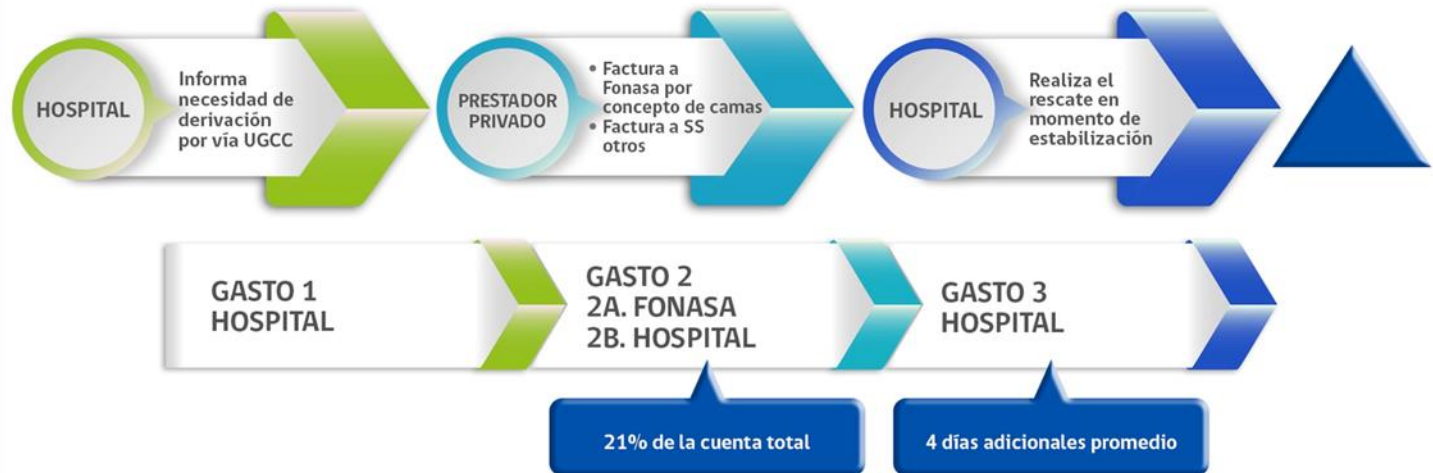 HOSPITAL
Informa
necesidad de
derivación
por vía UGCC
PRESTADOR
PRIVADO
• Factura a
Fonasa por
concepto de camas
• Factura a SS
otros
HOSPITAL
Realiza el
rescate en
momento de
estabilización
GASTO 1
HOSPITAL
GASTO 2
2A. FONASA
2B. HOSPITAL
GASTO 3
HOSPITAL
21% de la cuenta total
4 días adicionales promedio